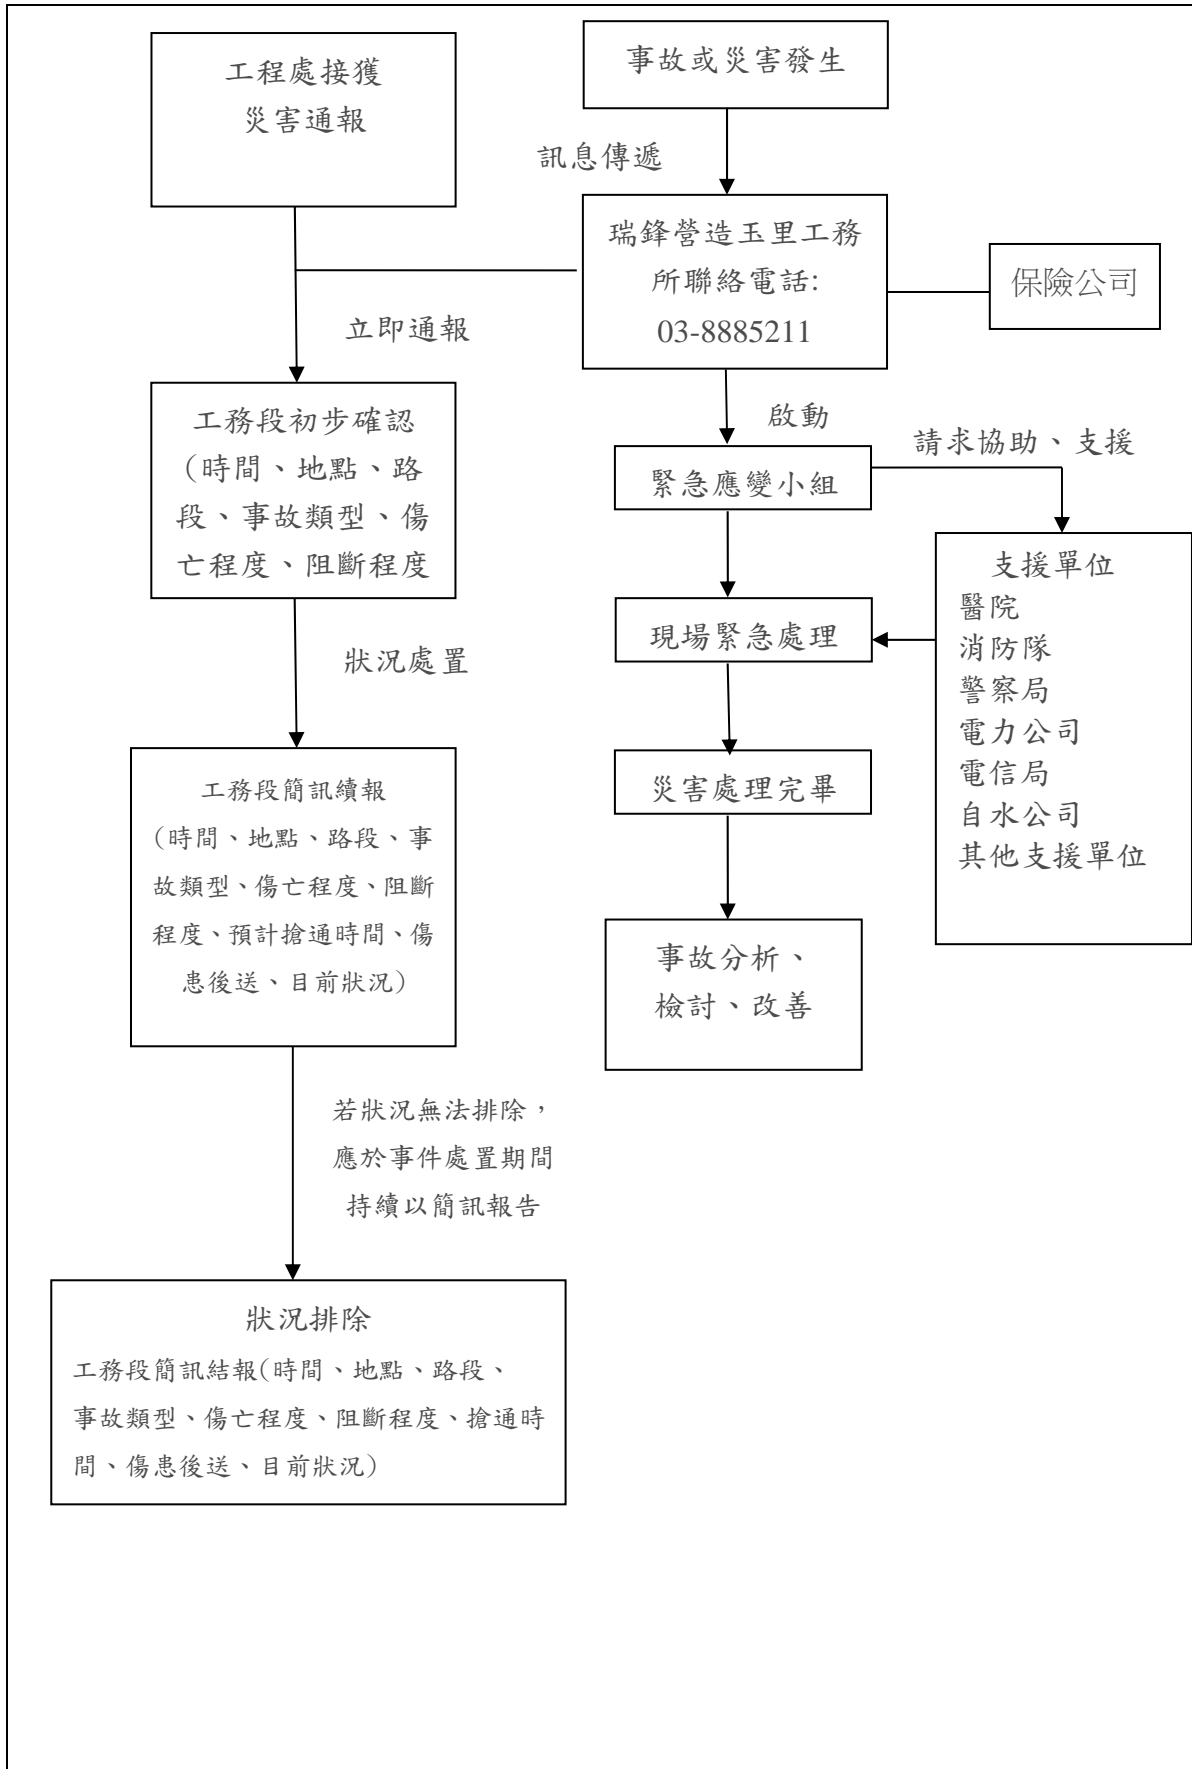 工程處接獲
災害通報
事故或災害發生
訊息傳遞
瑞鋒營造玉里工務
所聯絡電話:
03-8885211
保險公司
立即通報
工務段初步確認
(時間、地點、路
段、事故類型、傷
亡程度、阻斷程度
啟動
緊急應變小組
請求協助、支援
支援單位
醫院
消防隊
警察局
電力公司
電信局
自水公司
其他支援單位
現場緊急處理
狀況處置
災害處理完畢
工務段簡訊續報
(時間、地點、路段、事
故類型、傷亡程度、阻斷
程度、預計搶通時間、傷
患後送、目前狀況)
事故分析、
檢討、改善
若狀況無法排除，
應於事件處置期間
持續以簡訊報告
狀況排除
工務段簡訊結報(時間、地點、路段、
事故類型、傷亡程度、阻斷程度、搶通時
間、傷患後送、目前狀況)